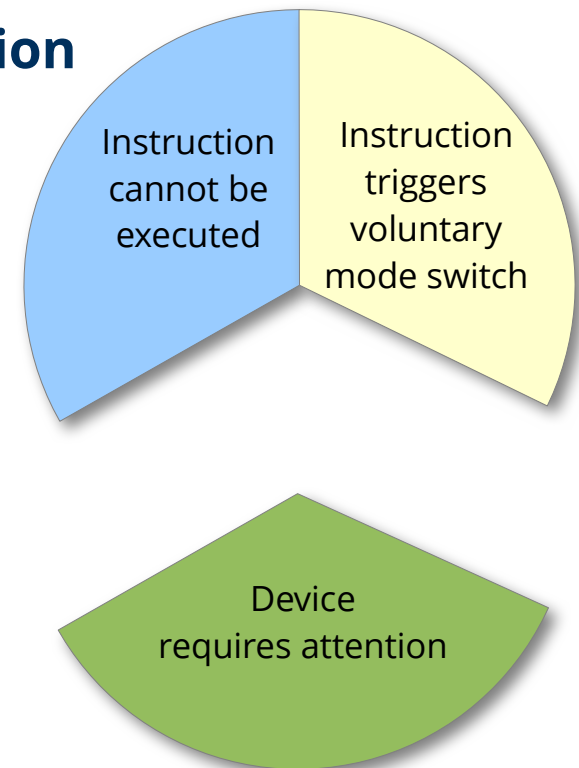 ion
Instruction
cannot be
executed
Instruction
triggers
voluntary
mode switch
Device
requires attention